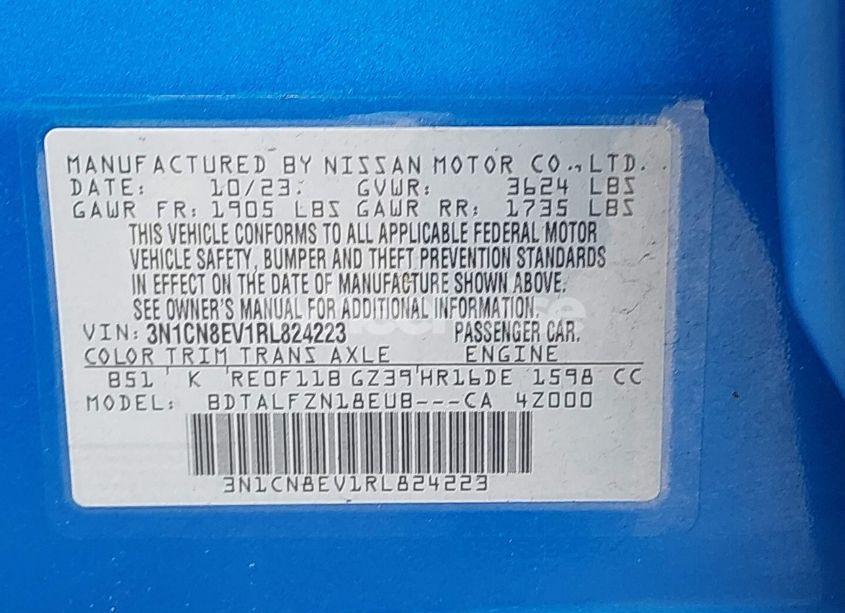 MANUFACTURED BY NISSAN MOTOR CO.,LTD.
DATE: 10/23. GVWR: 3624 LBS
GAWR FR: 1905 LBS GAWR RR: 1735 LBS
THIS VEHICLE CONFORMS TO ALL APPLICABLE FEDERAL MOTOR
VEHICLE SAFETY, BUMPER AND THEFT PREVENTION STANDARDS
IN EFFECT ON THE DATE OF MANUFACTURE SHOWN ABOVE.
SEE OWNER'S MANUAL FOR ADDITIONAL INFORMATION.
VIN: 3N1CN8EV1RL824223 PASSENGER CAR.
COLOR TRIM TRANS AXLE ENGINE
B51 K RE0F11B GZ39 HR16DE 1598 CC
MODEL: BDTALFZN18EUB---CA 4Z000
3N1CN8EV1RL824223